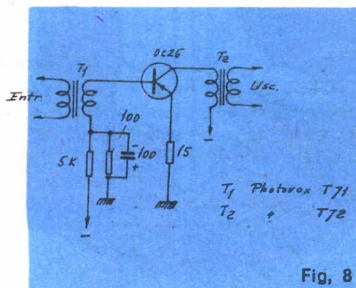 OC26
T1
T2
Entr.
Usc.
100
- 100 +
5K
15
T1 Photovox T71
T2 " T72
Fig, 8